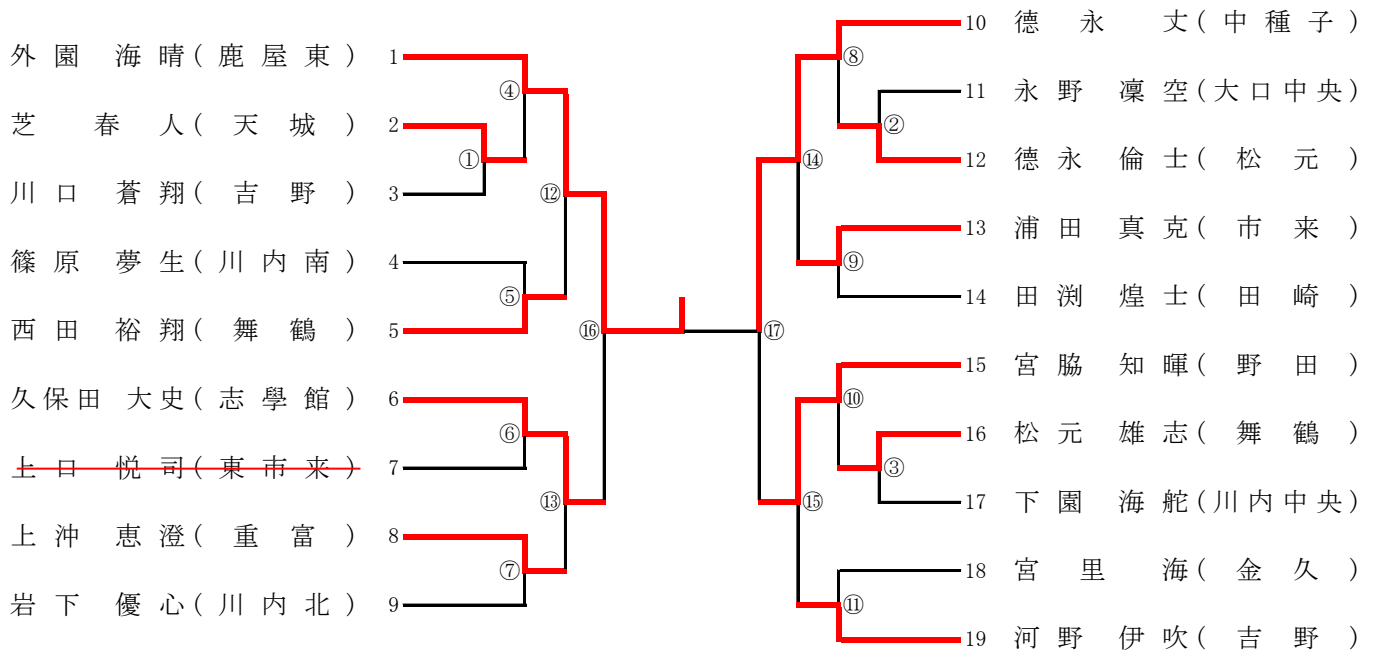 外園 海晴(鹿屋東) 1
芝 春人(天城) 2
川口 蒼翔(吉野) 3
篠原 夢生(川内南) 4
西田 裕翔(舞鶴) 5
久保田 大史(志學館) 6
上口 悦司(東市来) 7
上沖 恵澄(重富) 8
岩下 優心(川内北) 9
④
①
⑫
⑤
⑯
⑥
⑬
⑦
⑧
②
⑭
⑨
⑰
⑩
③
⑮
⑪
10 德永 丈(中種子)
11 永野 凜空(大口中央)
12 德永 倫士(松元)
13 浦田 真克(市来)
14 田渕 煌士(田崎)
15 宮脇 知暉(野田)
16 松元 雄志(舞鶴)
17 下園 海舵(川内中央)
18 宮里 海(金久)
19 河野 伊吹(吉野)